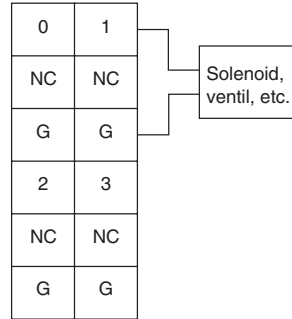 0 1
NC NC
G G
2 3
NC NC
G G
Solenoid,
ventil, etc.